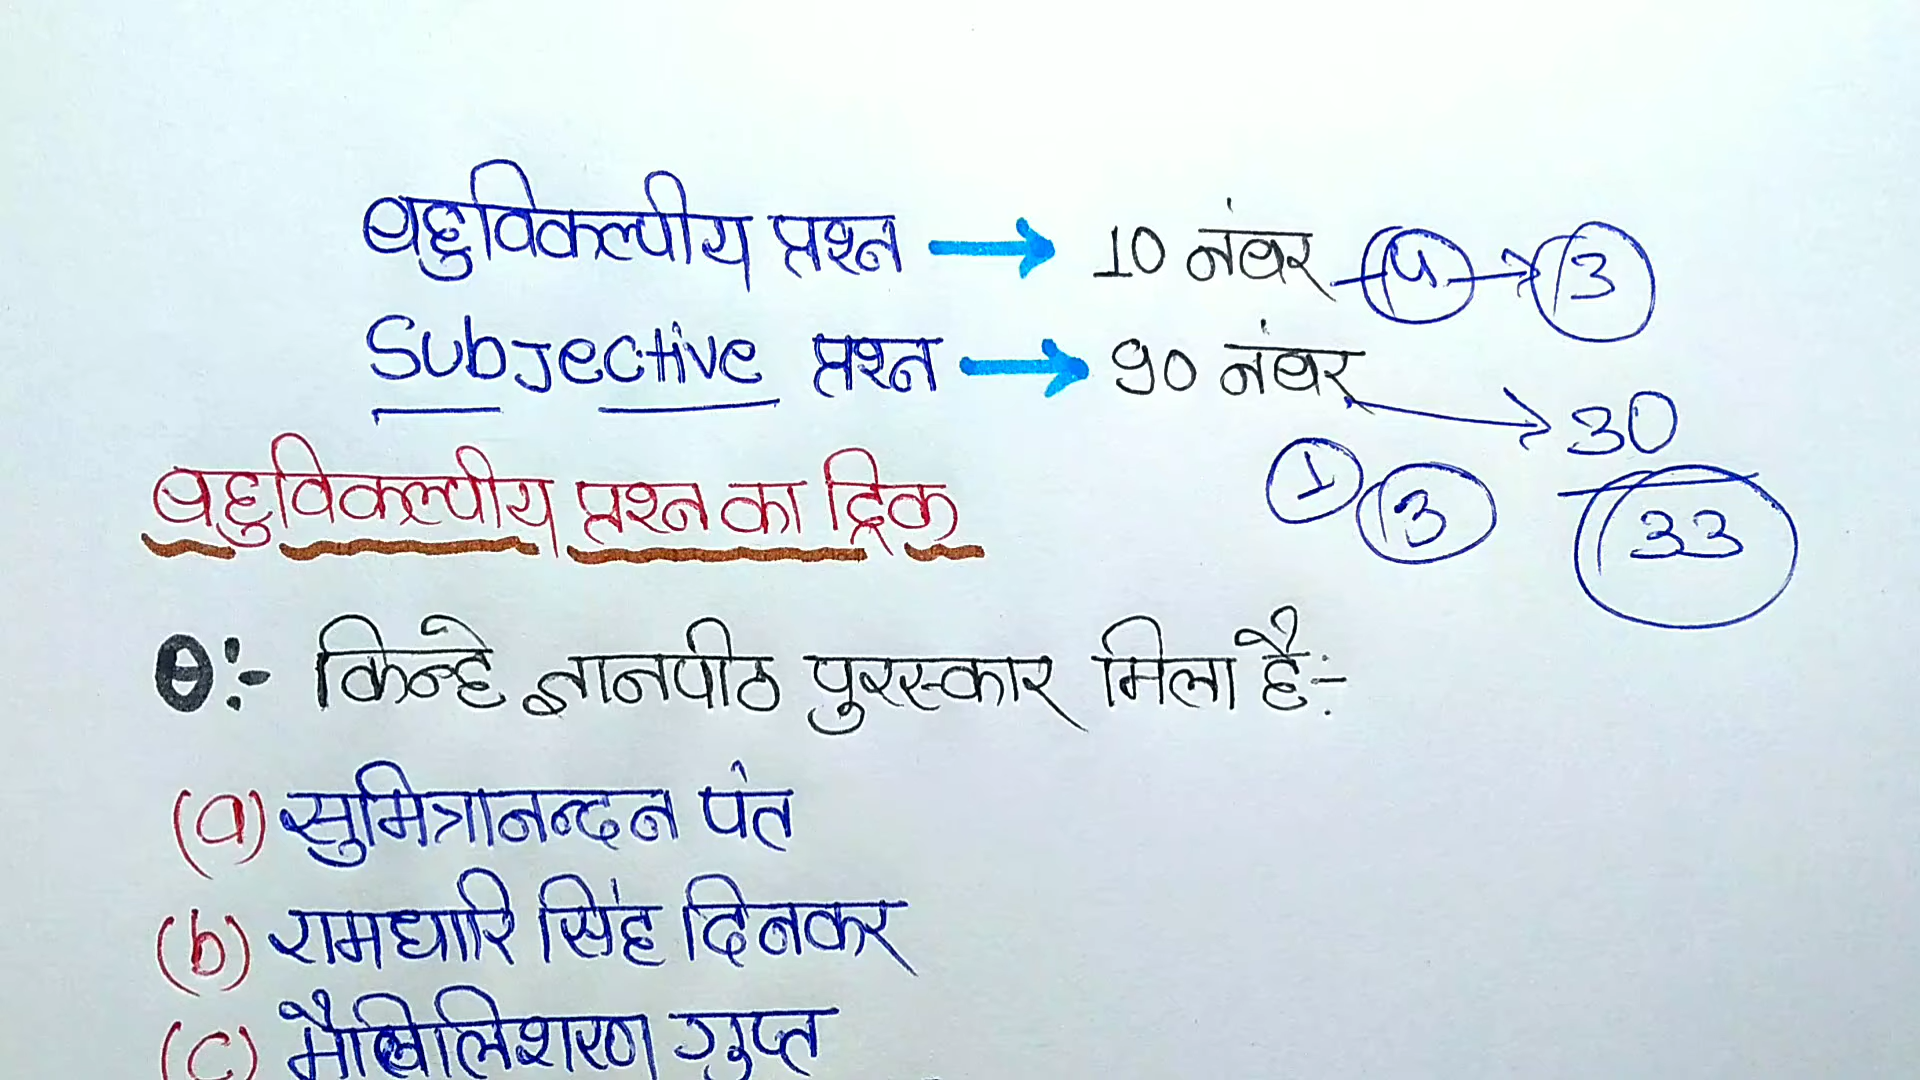 बहुविकल्पीय प्रश्न → 10 नंबर → 3
Subjective प्रश्न → 90 नंबर → 30
1 3 33
बहुविकल्पीय प्रश्न का ट्रिक
Q:- किन्हे ज्ञानपीठ पुरस्कार मिला है:-
(a) सुमित्रानन्दन पंत
(b) रामधारि सिंह दिनकर
(c) मैथिलिशरण गुप्त